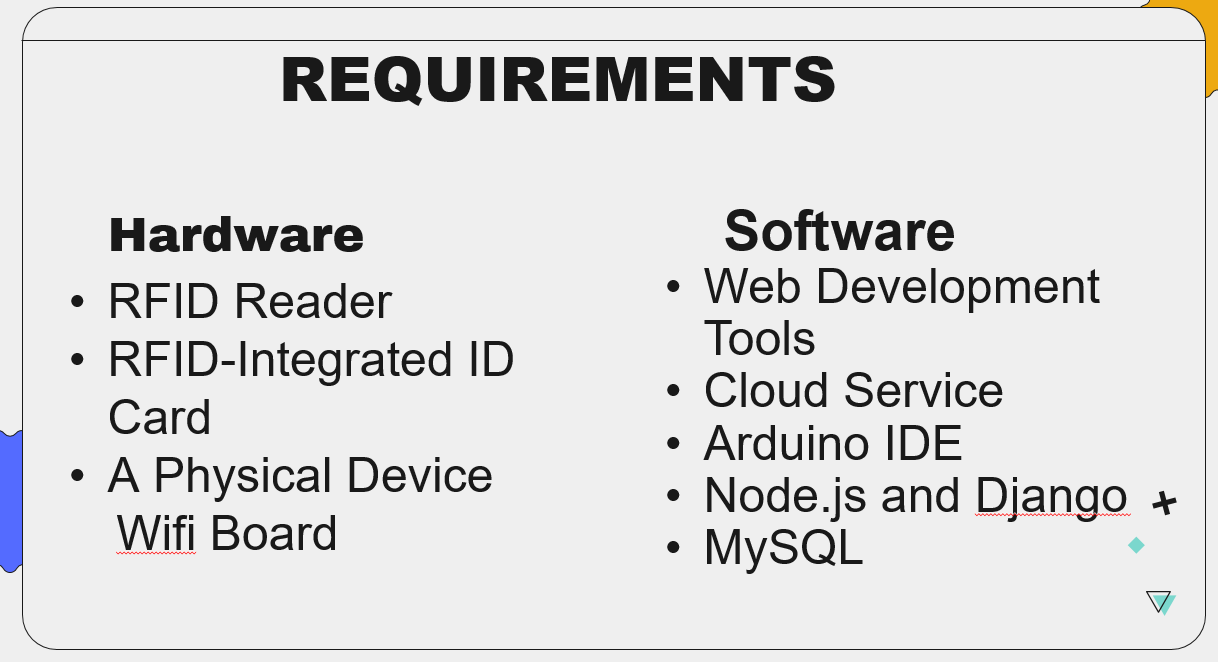 REQUIREMENTS
Hardware
• RFID Reader
• RFID-Integrated ID
Card
• A Physical Device
Wifi Board
Software
• Web Development
Tools
• Cloud Service
• Arduino IDE
• Node.js and Django
• MySQL